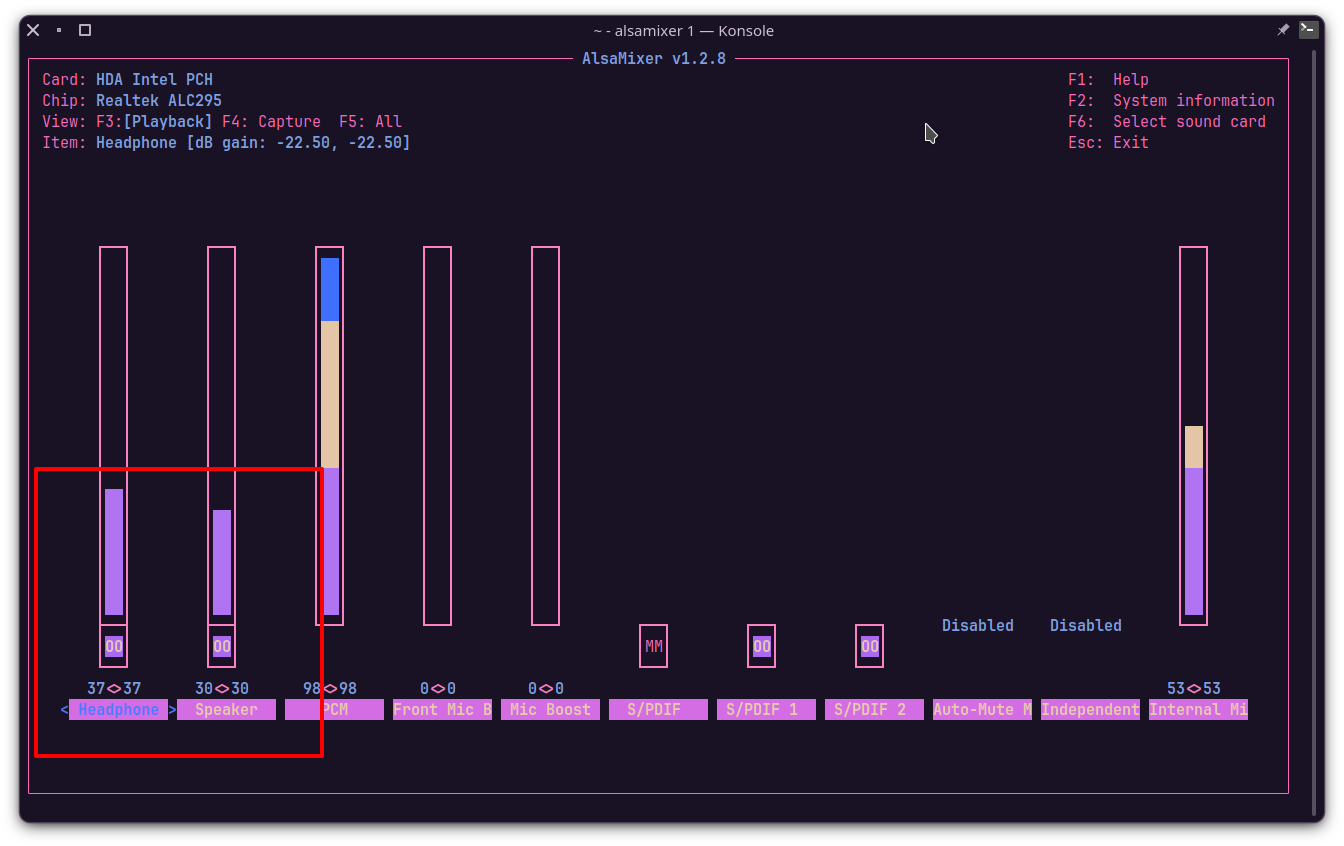 ~ - alsamixer 1 — Konsole
AlsaMixer v1.2.8
Card: HDA Intel PCH
F1: Help
Chip: Realtek ALC295
F2: System information
View: F3:[Playback] F4: Capture F5: All
F6: Select sound card
Item: Headphone [dB gain: -22.50, -22.50]
Esc: Exit
Disabled Disabled
OO OO MM OO OO
37<>37 30<>30 98<>98 0<>0 0<>0 53<>53
< Headphone > Speaker PCM Front Mic B Mic Boost S/PDIF S/PDIF 1 S/PDIF 2 Auto-Mute M Independent Internal Mi